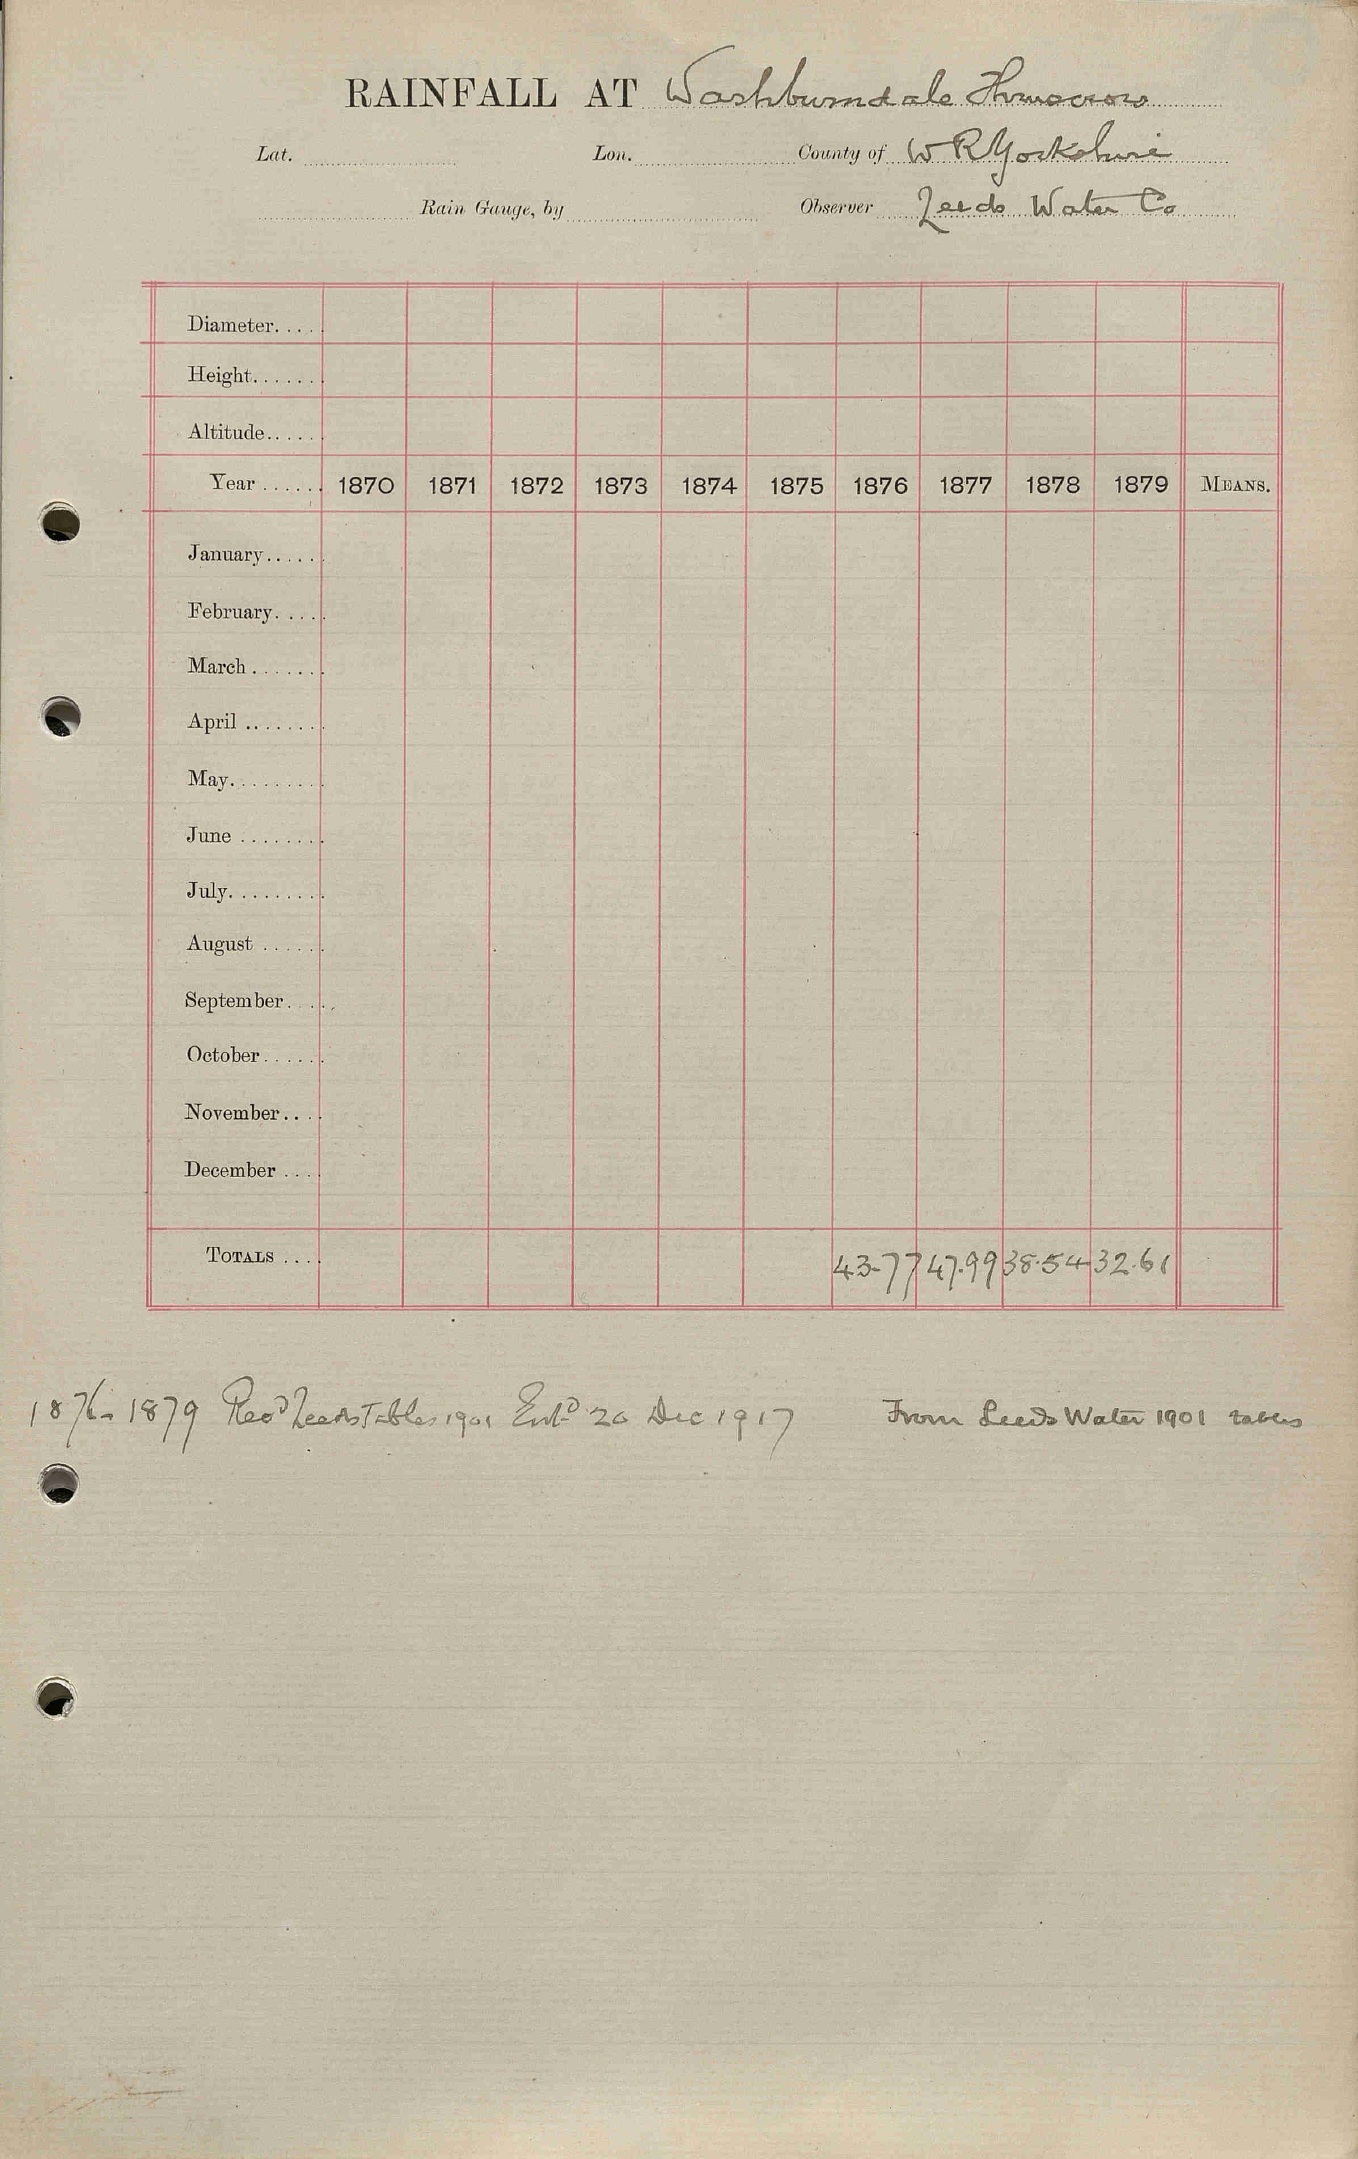 RAINFALL AT Washburndale Thruscross
Lat. Lon. County of W R Yorkshire
Rain Gauge, by Observer Leeds Water Co
Diameter.....
Height.......
Altitude......
Year ...... 1870 1871 1872 1873 1874 1875 1876 1877 1878 1879 MEANS.
January......
February.....
March .......
April ........
May.........
June ........
July.........
August ......
September....
October......
November....
December ....
TOTALS .... 43.77 47.99 38.54 32.61
1876-1879 Recd Leeds Tables 1901 Entd 20 Dec 1917 From Leeds Water 1901 tables